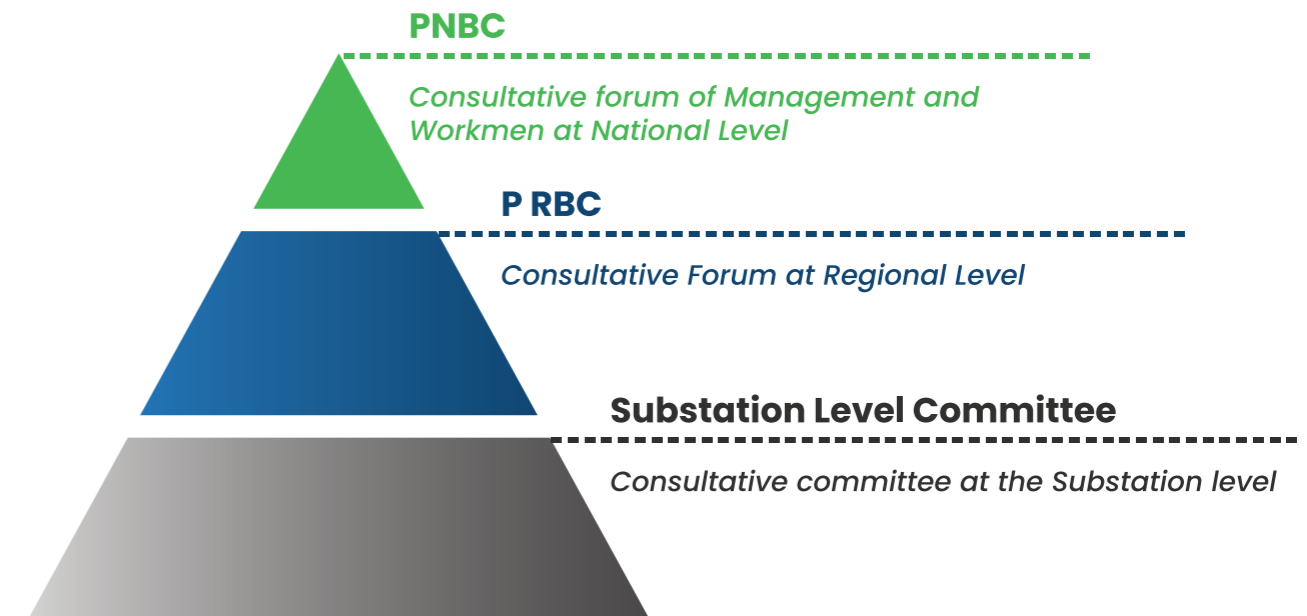 PNBC
Consultative forum of Management and
Workmen at National Level
P RBC
Consultative Forum at Regional Level
Substation Level Committee
Consultative committee at the Substation level